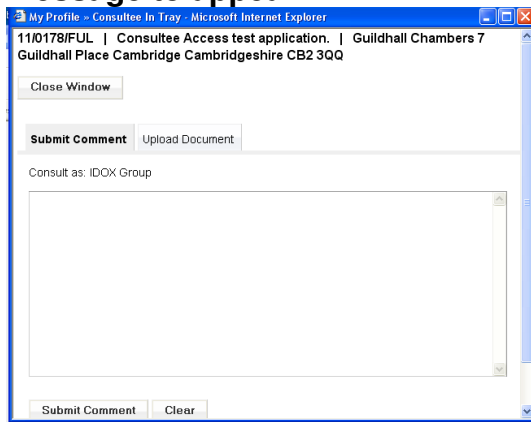 My Profile » Consultee In Tray - Microsoft Internet Explorer
11/0178/FUL | Consultee Access test application. | Guildhall Chambers 7
Guildhall Place Cambridge Cambridgeshire CB2 3QQ
Close Window
Submit Comment Upload Document
Consult as: IDOX Group
Submit Comment Clear